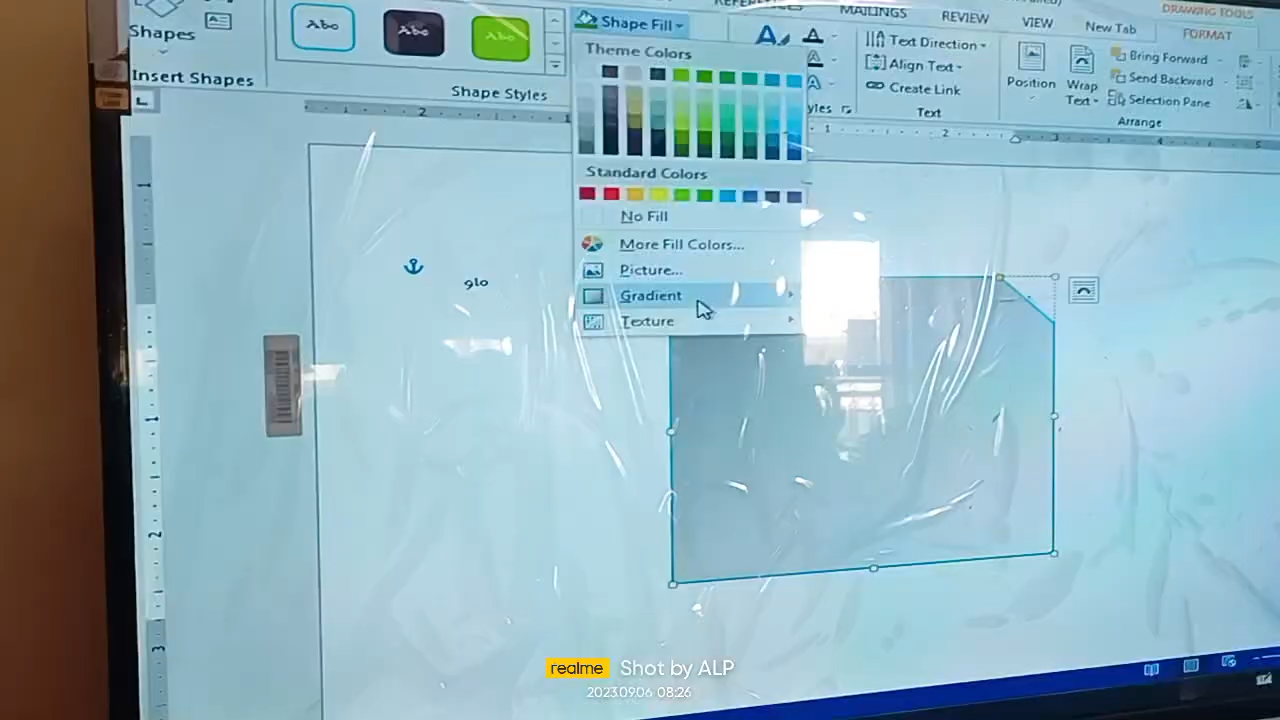 DRAWING TOOLS
MAILINGS
REVIEW
VIEW
New Tab
FORMAT
Shapes
Abc
Abc
Abc
Shape Fill
Text Direction
Align Text
Create Link
Position
Wrap
Text
Bring Forward
Send Backward
Selection Pane
Insert Shapes
Shape Styles
Text
Arrange
Theme Colors
Standard Colors
No Fill
More Fill Colors...
Picture...
Gradient
Texture
glo
realme Shot by ALP
2023.09.06 08:26